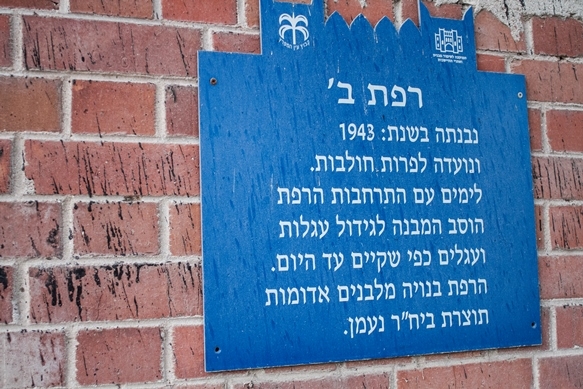 רפת ב'
נבנתה בשנת: 1943
ונועדה לפרות חולבות.
לימים עם התרחבות הרפת
הוסב המבנה לגידול עגלות
ועגלים כפי שקיים עד היום.
הרפת בנויה מלבנים אדומות
תוצרת ביח"ר נעמן.